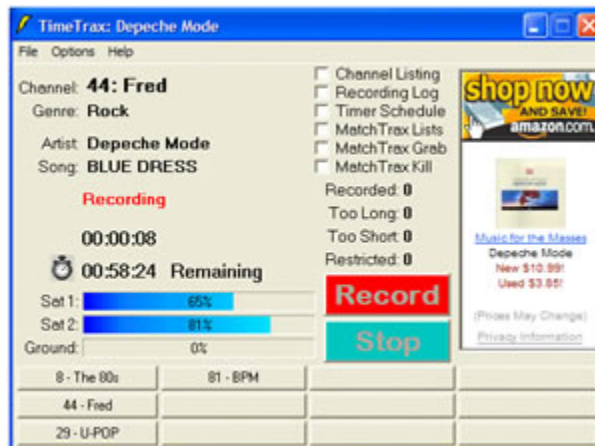 TimeTrax: Depeche Mode
File Options Help
Channel: 44: Fred
Genre: Rock
Artist: Depeche Mode
Song: BLUE DRESS
Recording
00:00:08
00:58:24 Remaining
Sat 1: 65%
Sat 2: 81%
Ground: 0%
Channel Listing
Recording Log
Timer Schedule
MatchTrax Lists
MatchTrax Grab
MatchTrax Kill
Recorded: 0
Too Long: 0
Too Short: 0
Restricted: 0
Record
Stop
shop now
AND SAVE!
amazon.com
Music for the Masses
Depeche Mode
New $10.99!
Used $3.85!
(Prices May Change)
Privacy Information
8 - The 80s
81 - BPM
44 - Fred
29 - U-POP